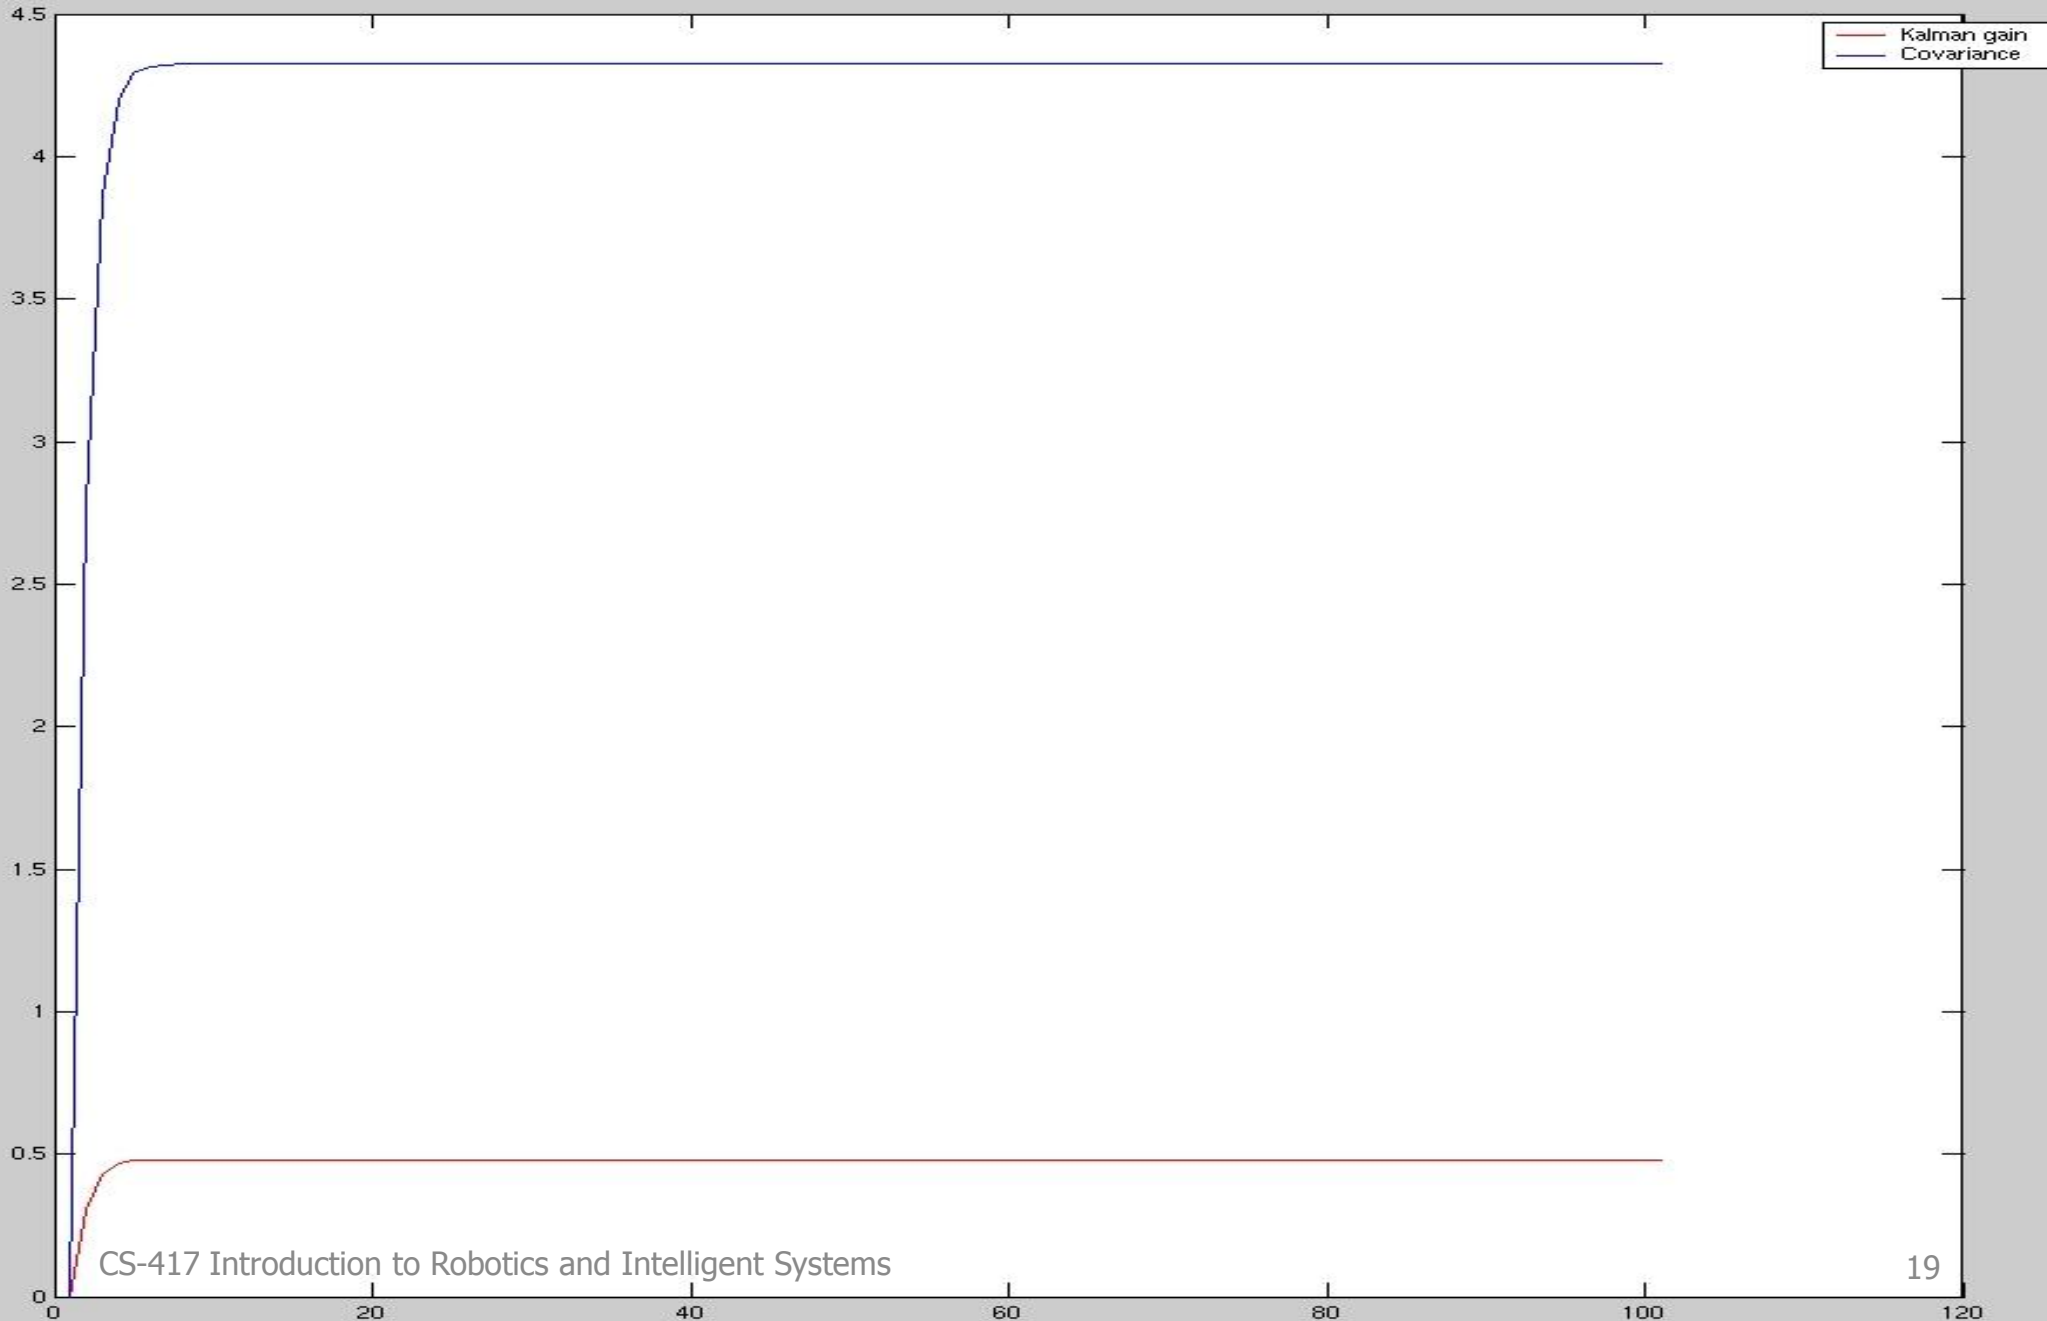 4.5
Kalman gain
Covariance
4
3.5
3
2.5
2
1.5
1
0.5
CS-417 Introduction to Robotics and Intelligent Systems
19
0
0 20 40 60 80 100 120